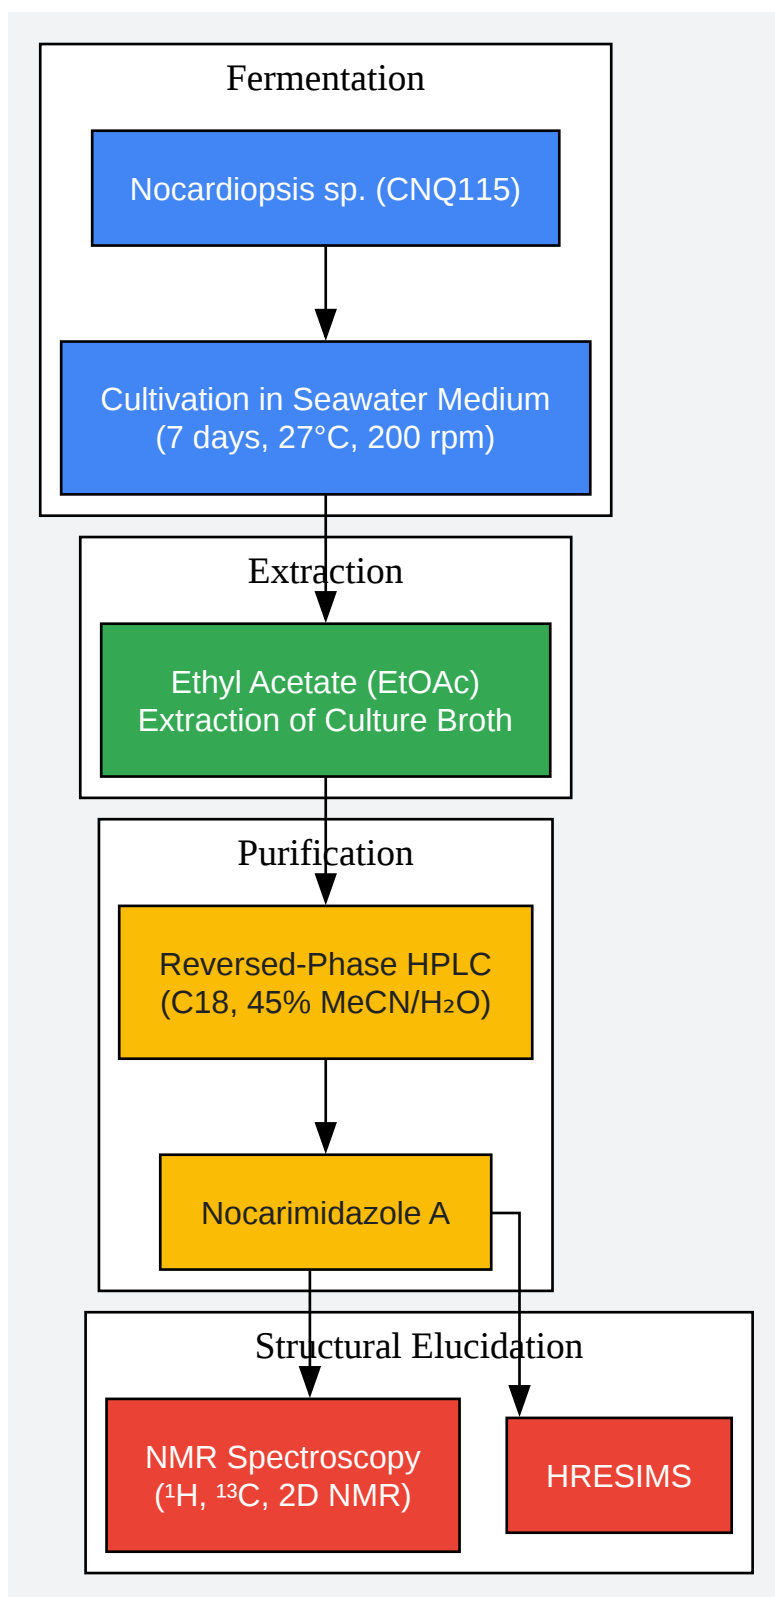 Fermentation
Nocardiopsis sp. (CNQ115)
Cultivation in Seawater Medium
(7 days, 27°C, 200 rpm)
Extraction
Ethyl Acetate (EtOAc)
Extraction of Culture Broth
Purification
Reversed-Phase HPLC
(C18, 45% MeCN/H₂O)
Nocarimidazole A
Structural Elucidation
NMR Spectroscopy
(¹H, ¹³C, 2D NMR)
HRESIMS